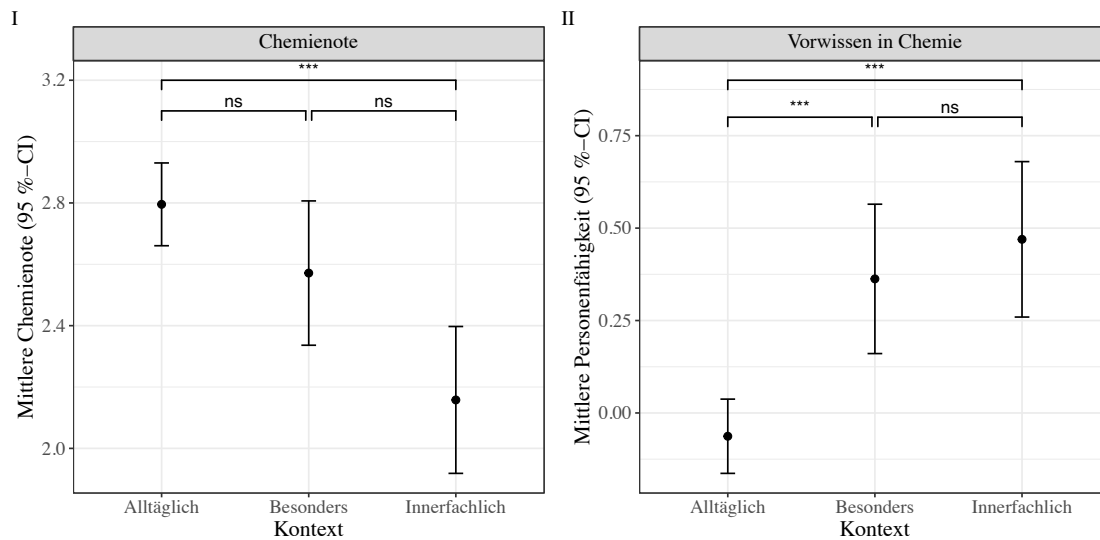 I
Chemienote
***
ns
ns
3.2
2.8
2.4
2.0
Mittlere Chemienote (95 %−CI)
Alltäglich
Besonders
Innerfachlich
Kontext
II
Vorwissen in Chemie
***
***
ns
0.75
0.50
0.25
0.00
Mittlere Personenfähigkeit (95 %−CI)
Alltäglich
Besonders
Innerfachlich
Kontext